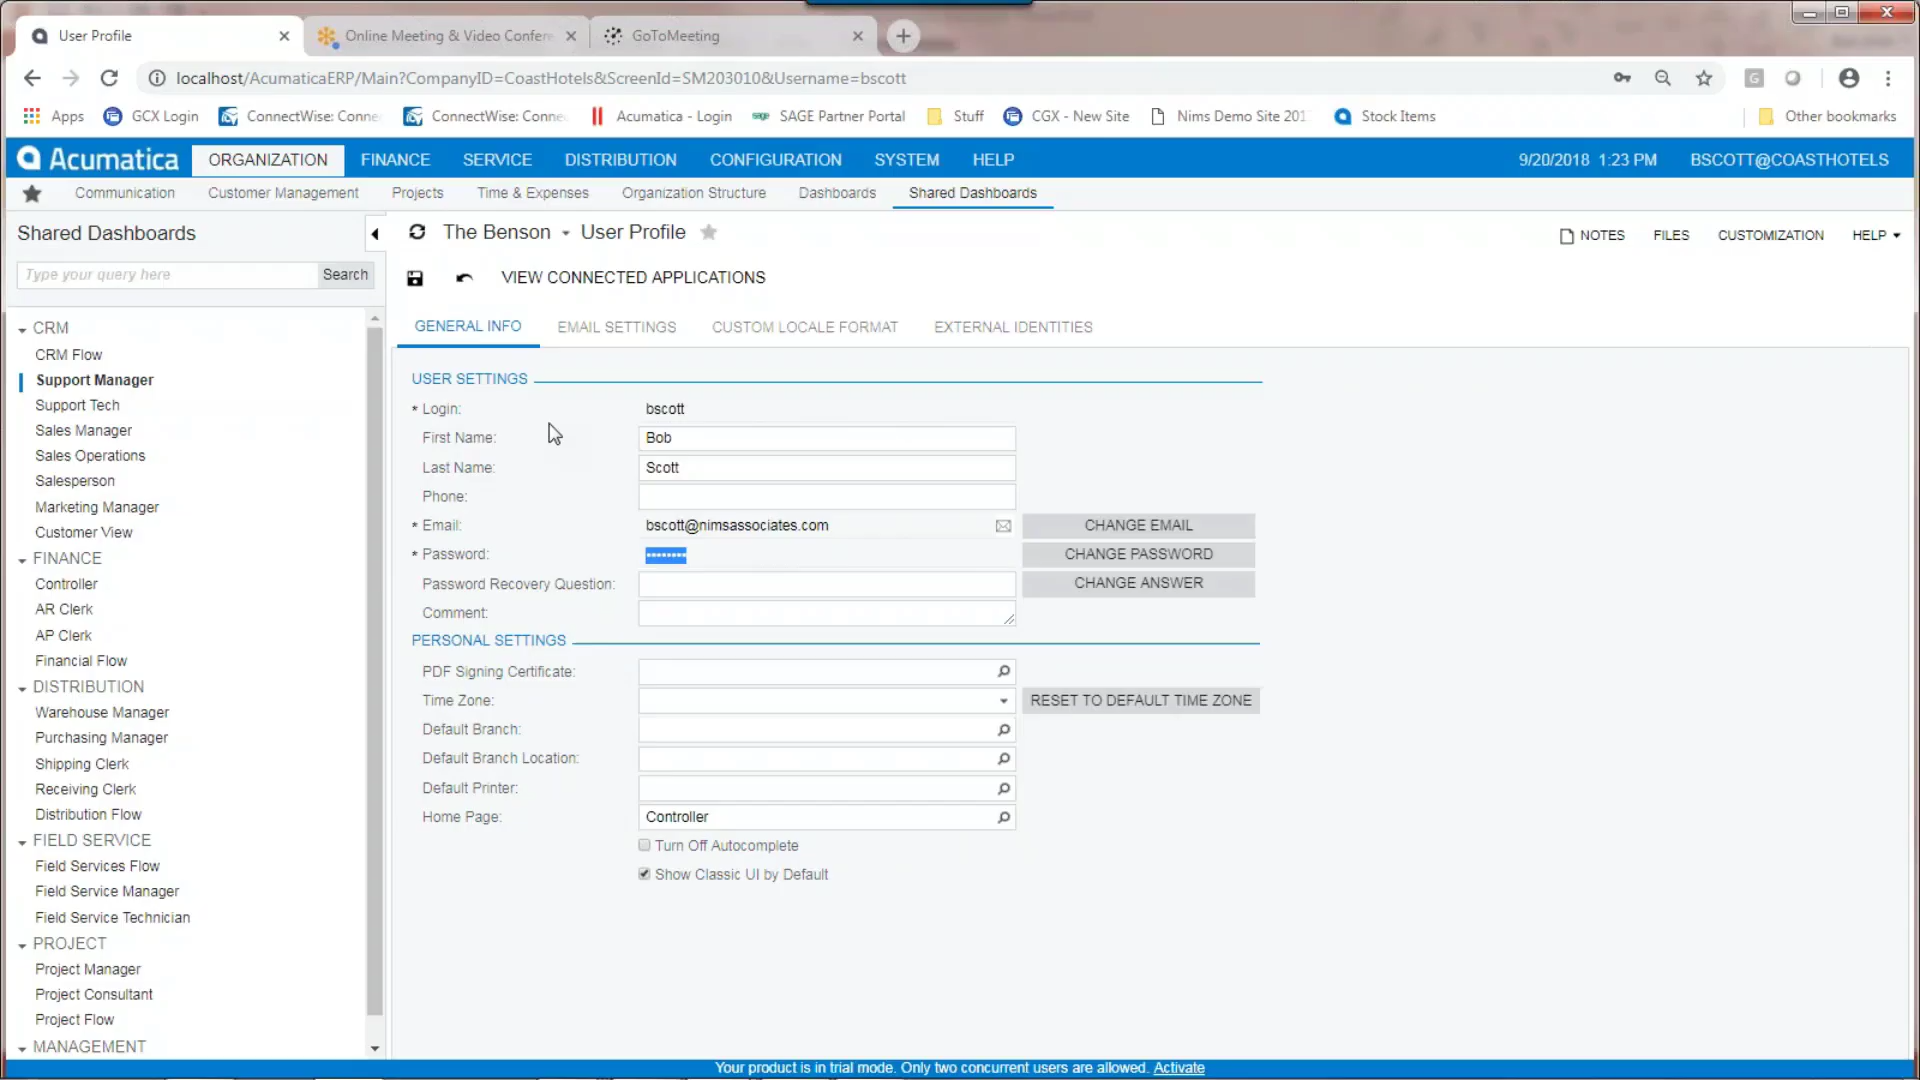 User Profile
Online Meeting & Video Confere
GoToMeeting
localhost/AcumaticaERP/Main?CompanyID=CoastHotels&ScreenId=SM203010&Username=bscott
Apps
GCX Login
ConnectWise: Conne
ConnectWise: Conne
Acumatica - Login
SAGE Partner Portal
Stuff
CGX - New Site
Nims Demo Site 201
Stock Items
Other bookmarks
Acumatica
ORGANIZATION
FINANCE
SERVICE
DISTRIBUTION
CONFIGURATION
SYSTEM
HELP
9/20/2018 1:23 PM
BSCOTT@COASTHOTELS
Communication
Customer Management
Projects
Time & Expenses
Organization Structure
Dashboards
Shared Dashboards
Shared Dashboards
Type your query here
Search
CRM
CRM Flow
Support Manager
Support Tech
Sales Manager
Sales Operations
Salesperson
Marketing Manager
Customer View
FINANCE
Controller
AR Clerk
AP Clerk
Financial Flow
DISTRIBUTION
Warehouse Manager
Purchasing Manager
Shipping Clerk
Receiving Clerk
Distribution Flow
FIELD SERVICE
Field Services Flow
Field Service Manager
Field Service Technician
PROJECT
Project Manager
Project Consultant
Project Flow
MANAGEMENT
The Benson User Profile
NOTES
FILES
CUSTOMIZATION
HELP
VIEW CONNECTED APPLICATIONS
GENERAL INFO
EMAIL SETTINGS
CUSTOM LOCALE FORMAT
EXTERNAL IDENTITIES
USER SETTINGS
* Login: bscott
First Name: Bob
Last Name: Scott
Phone:
* Email: bscott@nimsassociates.com CHANGE EMAIL
* Password: •••••••• CHANGE PASSWORD
Password Recovery Question: CHANGE ANSWER
Comment:
PERSONAL SETTINGS
PDF Signing Certificate:
Time Zone: RESET TO DEFAULT TIME ZONE
Default Branch:
Default Branch Location:
Default Printer:
Home Page: Controller
Turn Off Autocomplete
Show Classic UI by Default
Your product is in trial mode. Only two concurrent users are allowed. Activate